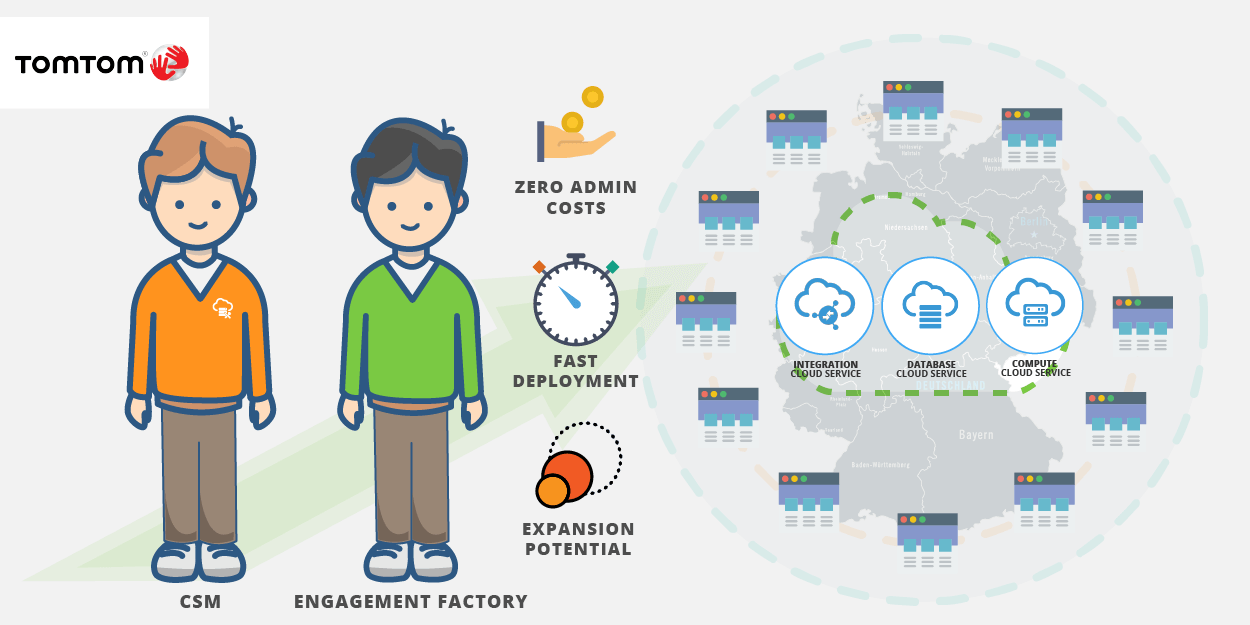 TOMTOM
ZERO ADMIN
COSTS
FAST
DEPLOYMENT
EXPANSION
POTENTIAL
CSM
ENGAGEMENT FACTORY
Niedersachsen
INTEGRATION
CLOUD SERVICE
DATABASE
CLOUD SERVICE
COMPUTE
CLOUD SERVICE
DEUTSCHLAND
Bayern
Baden-Württemberg